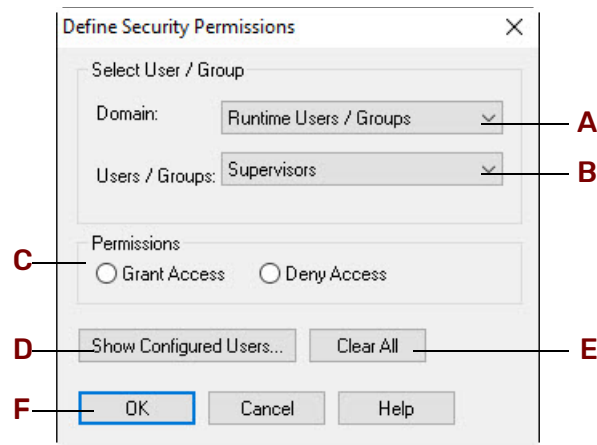 Define Security Permissions
Select User / Group
Domain: Runtime Users / Groups A
Users / Groups: Supervisors B
Permissions
C Grant Access Deny Access
D Show Configured Users... Clear All E
F OK Cancel Help